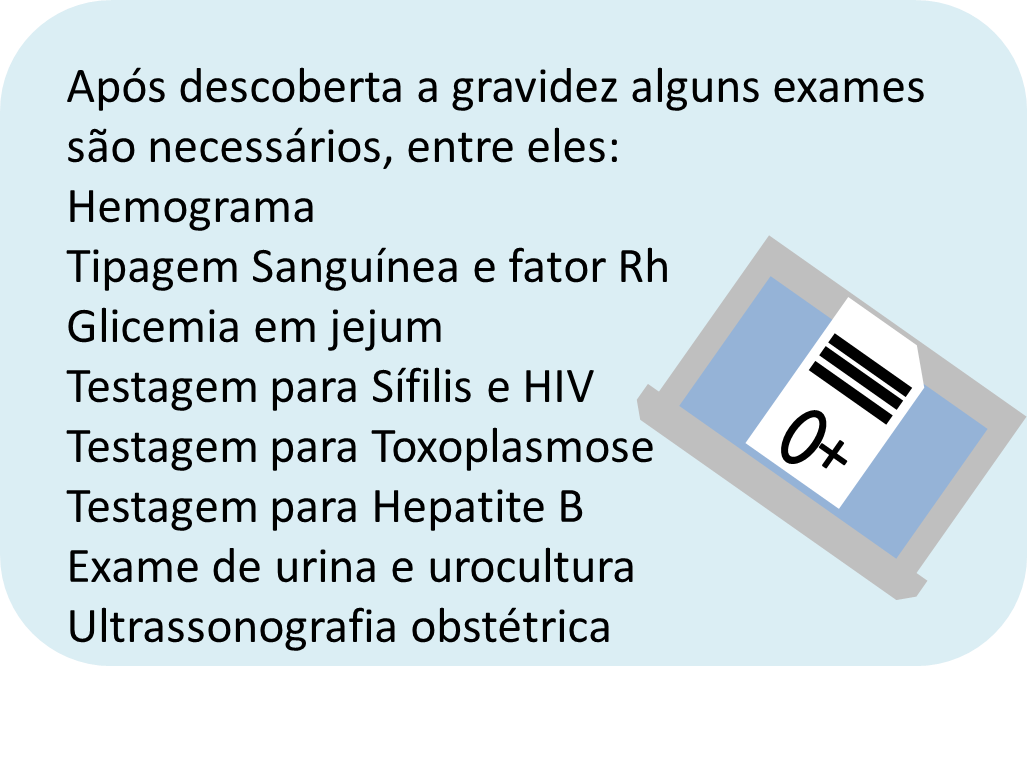 Após descoberta a gravidez alguns exames
são necessários, entre eles:
Hemograma
Tipagem Sanguínea e fator Rh
Glicemia em jejum
Testagem para Sífilis e HIV
Testagem para Toxoplasmose
Testagem para Hepatite B
Exame de urina e urocultura
Ultrassonografia obstétrica
O+